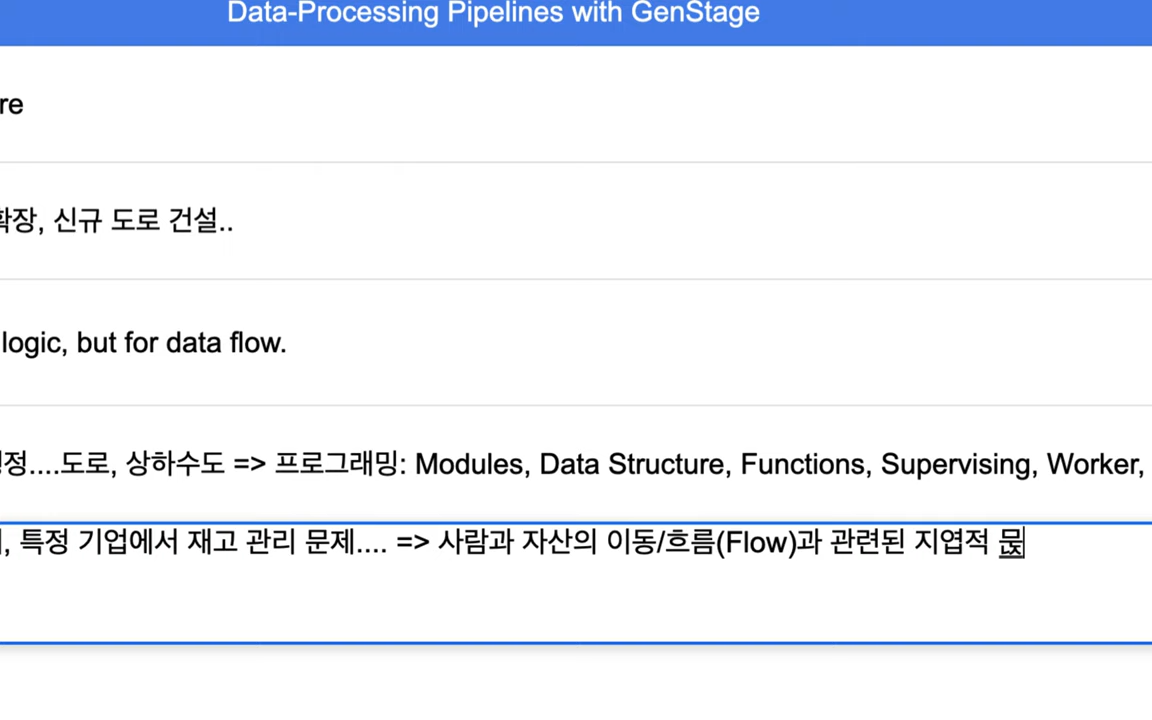 Data-Processing Pipelines with GenStage
re
확장, 신규 도로 건설..
logic, but for data flow.
정....도로, 상하수도 => 프로그래밍: Modules, Data Structure, Functions, Supervising, Worker,
, 특정 기업에서 재고 관리 문제.... => 사람과 자산의 이동/흐름(Flow)과 관련된 지엽적 뭊